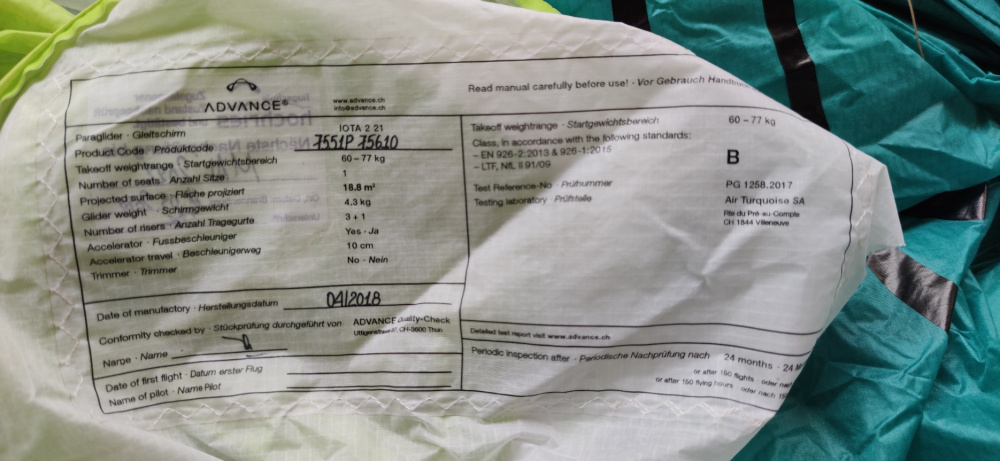 ADVANCE®
www.advance.ch
info@advance.ch
Paraglider · Gleitschirm IOTA 2 21
Product Code · Produktcode 7551P 75610
Takeoff weightrange · Startgewichtsbereich 60 – 77 kg
Number of seats · Anzahl Sitze 1
Projected surface · Fläche projiziert 18.8 m²
Glider weight · Schirmgewicht 4,3 kg
Number of risers · Anzahl Tragegurte 3 + 1
Accelerator · Fussbeschleuniger Yes · Ja
Accelerator travel · Beschleunigerweg 10 cm
Trimmer · Trimmer No · Nein
Date of manufactory · Herstellungsdatum 04/2018
Conformity checked by · Stückprüfung durchgeführt von ADVANCE Quality-Check
CH-3600 Thun
Name · Name
Date of first flight · Datum erster Flug
Name of pilot · Name Pilot
Read manual carefully before use! · Vor Gebrauch
Takeoff weightrange · Startgewichtsbereich 60 – 77 kg
Class, in accordance with the following standards:
– EN 926-2:2013 & 926-1:2015 B
– LTF, NfL II 91/09
Test Reference-No · Prüfnummer PG 1258.2017
Testing laboratory · Prüfstelle Air Turquoise SA
Rte du Pré-au-Comple
CH 1844 Villeneuve
Detailed test report visit www.advance.ch
Periodic inspection after · Periodische Nachprüfung nach 24 months · 24
or after 150 flights oder
or after 150 flying hours oder nach